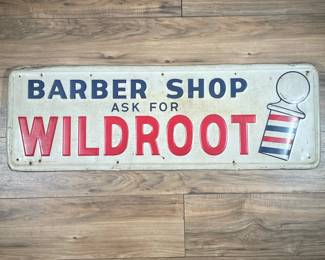 BARBER SHOP
ASK FOR
WILDROOT